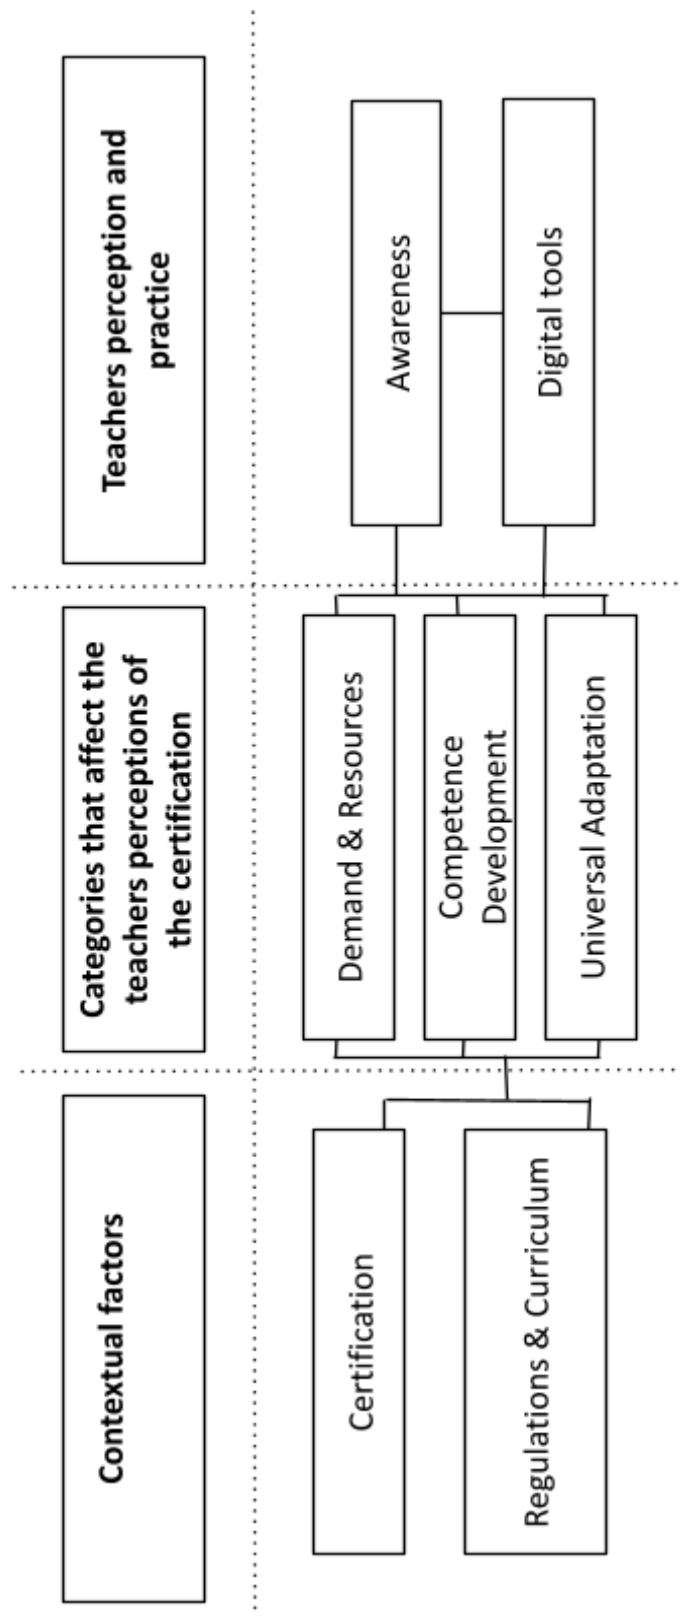 Contextual factors
Categories that affect the
teachers perceptions of
the certification
Teachers perception and
practice
Certification
Regulations & Curriculum
Demand & Resources
Competence
Development
Universal Adaptation
Awareness
Digital tools